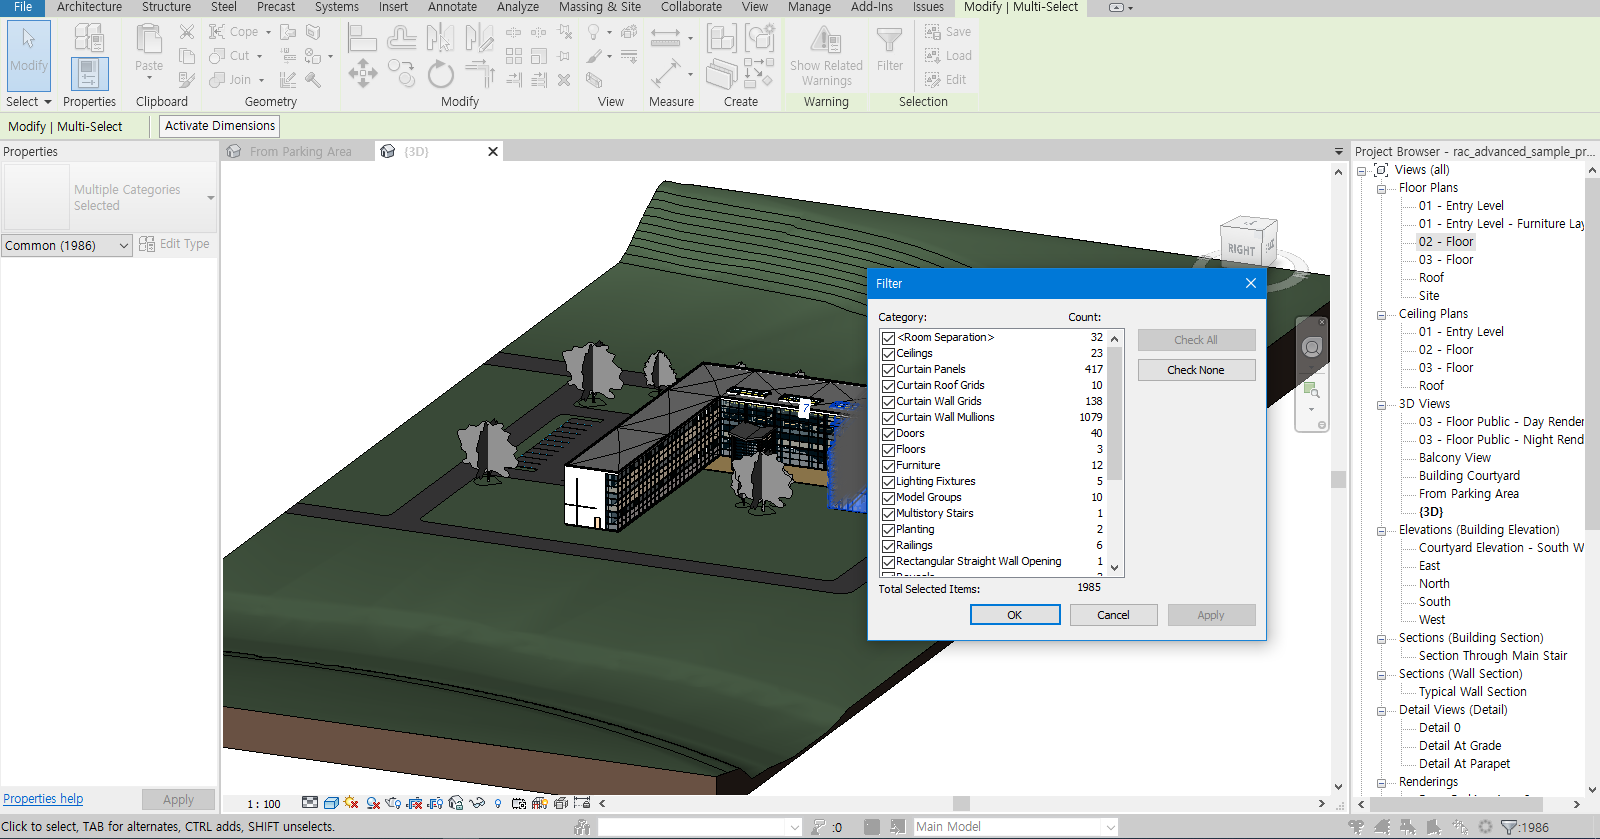 File Architecture Structure Steel Precast Systems Insert Annotate Analyze Massing & Site Collaborate View Manage Add-Ins Issues Modify | Multi-Select
Modify
Paste
Cope
Cut
Join
Show Related Warnings
Filter
Save
Load
Edit
Select Properties Clipboard Geometry Modify View Measure Create Warning Selection
Modify | Multi-Select Activate Dimensions
Properties
Multiple Categories Selected
Common (1986) Edit Type
Properties help Apply
From Parking Area {3D}
RIGHT
7
Filter
Category: Count:
<Room Separation> 32
Ceilings 23
Curtain Panels 417
Curtain Roof Grids 10
Curtain Wall Grids 138
Curtain Wall Mullions 1079
Doors 40
Floors 3
Furniture 12
Lighting Fixtures 5
Model Groups 10
Multistory Stairs 1
Planting 2
Railings 6
Rectangular Straight Wall Opening 1
Total Selected Items: 1985
Check All
Check None
OK Cancel Apply
Project Browser - rac_advanced_sample_pr...
Views (all)
Floor Plans
01 - Entry Level
01 - Entry Level - Furniture Lay
02 - Floor
03 - Floor
Roof
Site
Ceiling Plans
01 - Entry Level
02 - Floor
03 - Floor
Roof
3D Views
03 - Floor Public - Day Render
03 - Floor Public - Night Rend
Balcony View
Building Courtyard
From Parking Area
{3D}
Elevations (Building Elevation)
Courtyard Elevation - South W
East
North
South
West
Sections (Building Section)
Section Through Main Stair
Sections (Wall Section)
Typical Wall Section
Detail Views (Detail)
Detail 0
Detail At Grade
Detail At Parapet
Renderings
1 : 100
Click to select, TAB for alternates, CTRL adds, SHIFT unselects.
:0
Main Model
:1986